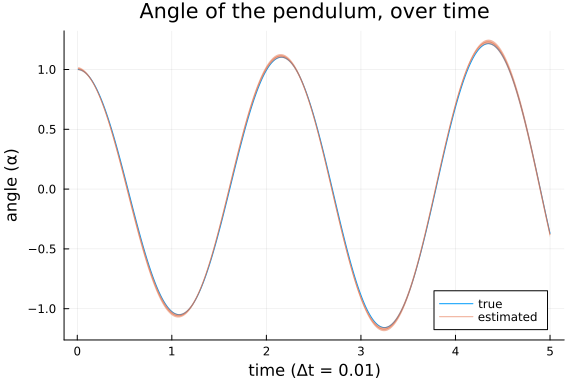 Angle of the pendulum, over time
angle (α)
1.0
0.5
0.0
−0.5
−1.0
true
estimated
0 1 2 3 4 5
time (Δt = 0.01)